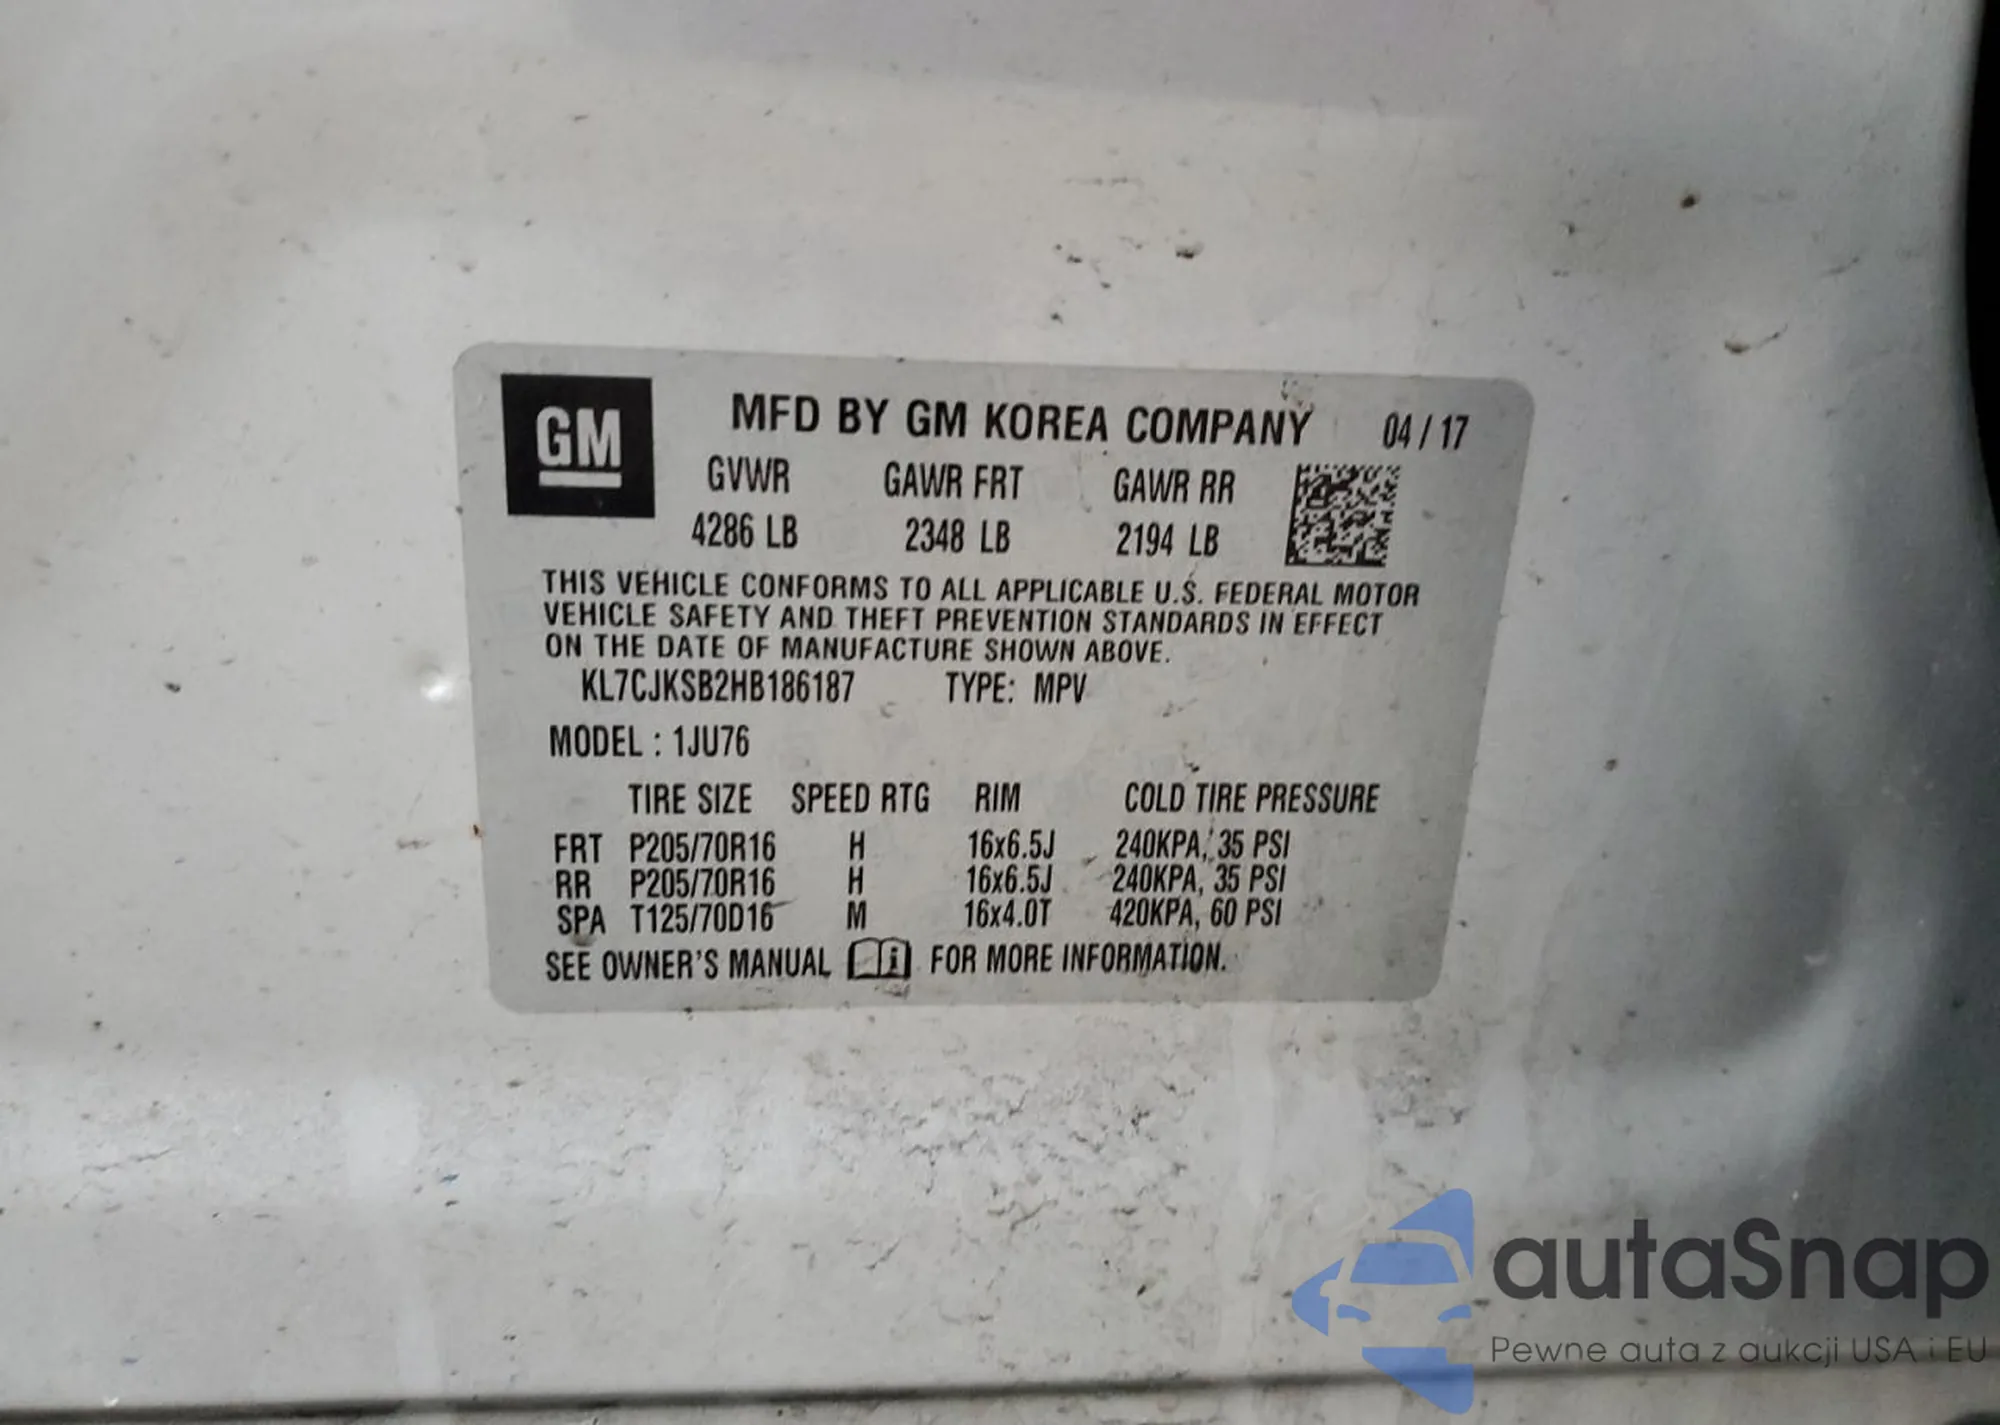 GM
MFD BY GM KOREA COMPANY 04 / 17
GVWR GAWR FRT GAWR RR
4286 LB 2348 LB 2194 LB
THIS VEHICLE CONFORMS TO ALL APPLICABLE U.S. FEDERAL MOTOR
VEHICLE SAFETY AND THEFT PREVENTION STANDARDS IN EFFECT
ON THE DATE OF MANUFACTURE SHOWN ABOVE.
KL7CJKSB2HB186187 TYPE: MPV
MODEL : 1JU76
TIRE SIZE SPEED RTG RIM COLD TIRE PRESSURE
FRT P205/70R16 H 16x6.5J 240KPA, 35 PSI
RR P205/70R16 H 16x6.5J 240KPA, 35 PSI
SPA T125/70D16 M 16x4.0T 420KPA, 60 PSI
SEE OWNER'S MANUAL i FOR MORE INFORMATION.
autaSnap
Pewne auta z aukcji USA i EU